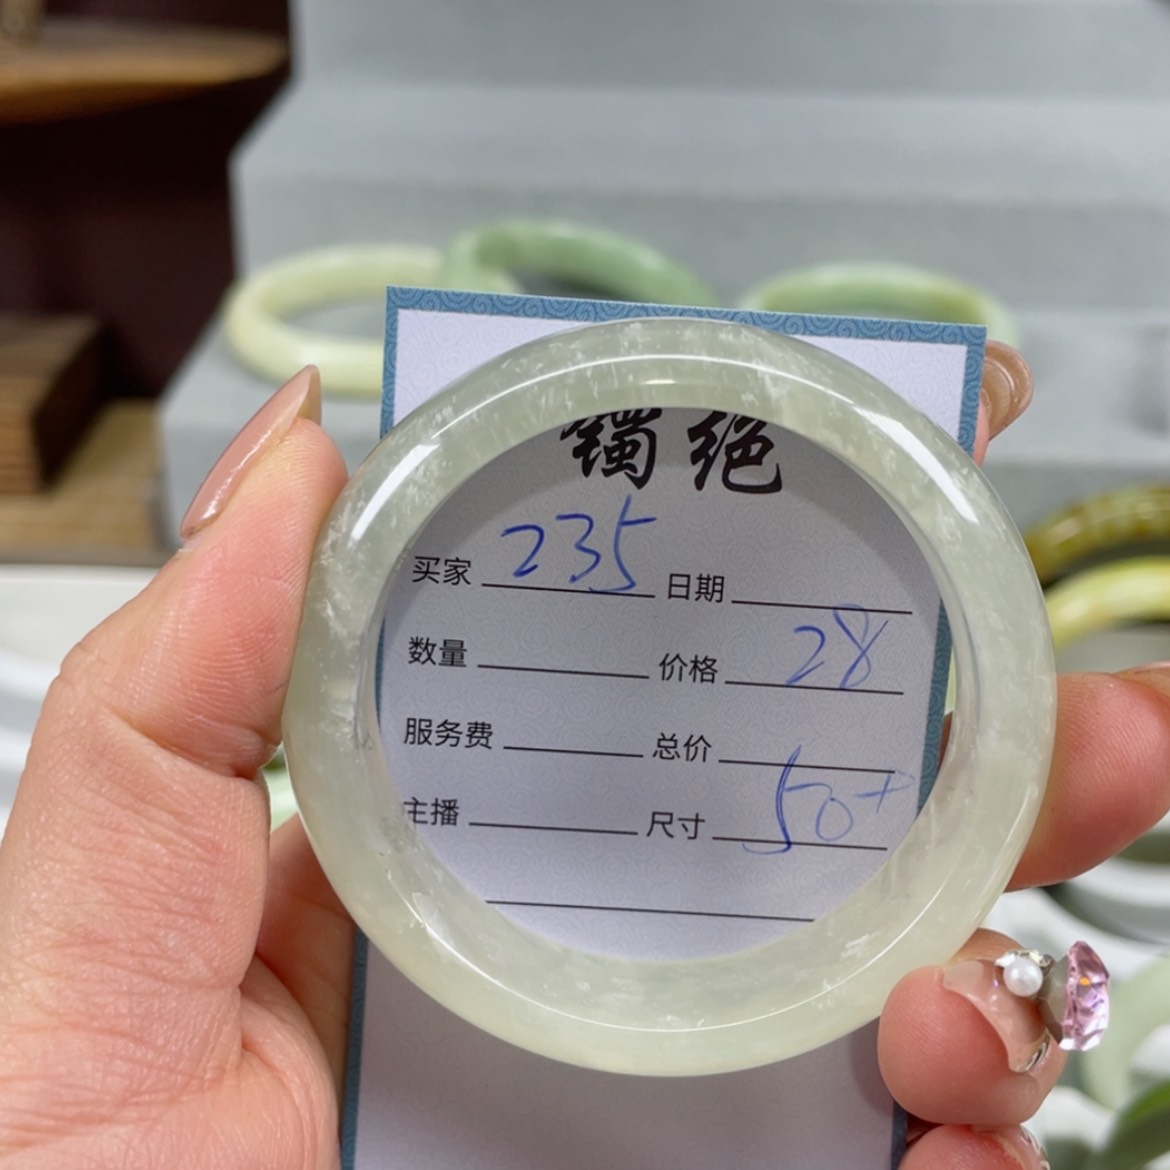 镯绝
买家 235 日期
数量 价格 28
服务费 总价
主播 尺寸 50+